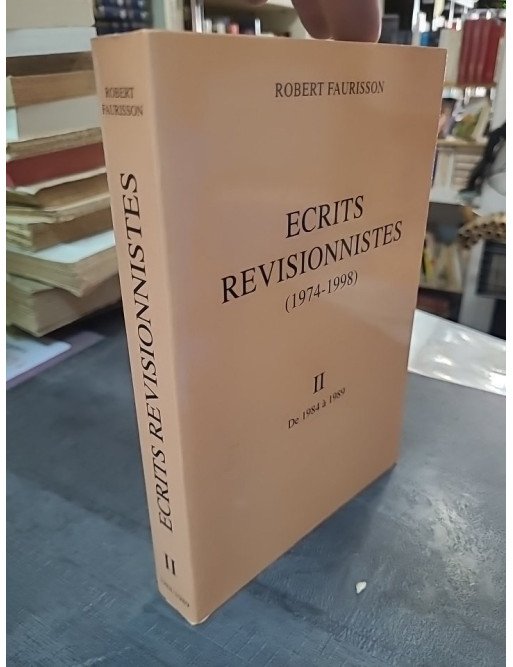 ROBERT FAURISSON
ECRITS
REVISIONNISTES
(1974-1998)
II
De 1984 à 1989
ROBERT
FAURISSON
ECRITS REVISIONNISTES
II